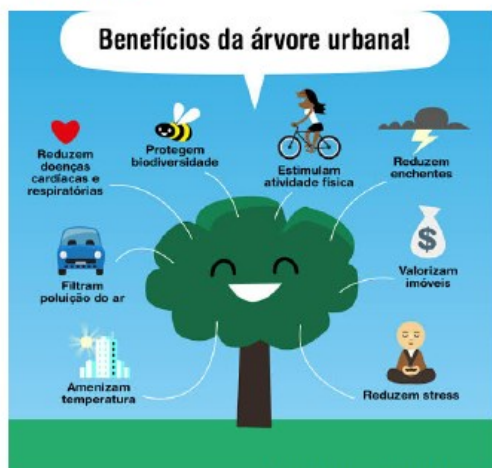 Benefícios da árvore urbana!
Reduzem
doenças
cardíacas e
respiratórias
Protegem
biodiversidade
Estimulam
atividade física
Reduzem
enchentes
Filtram
poluição do ar
$
Valorizam
imóveis
Amenizam
temperatura
Reduzem stress